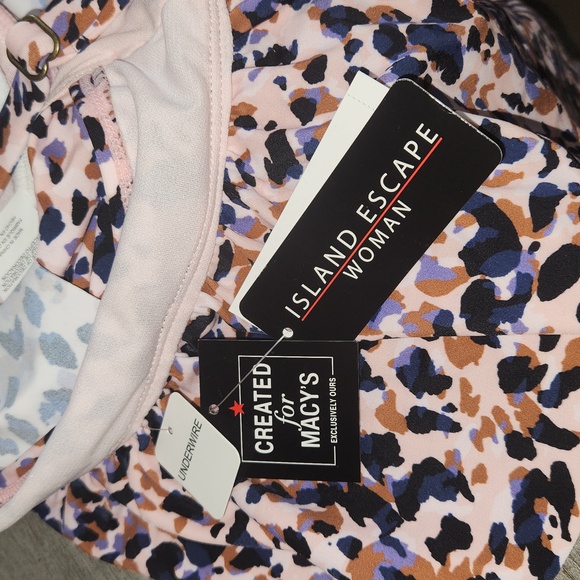 ISLAND ESCAPE
WOMAN
CREATED
for
MACY'S
EXCLUSIVELY OURS
UNDERWIRE